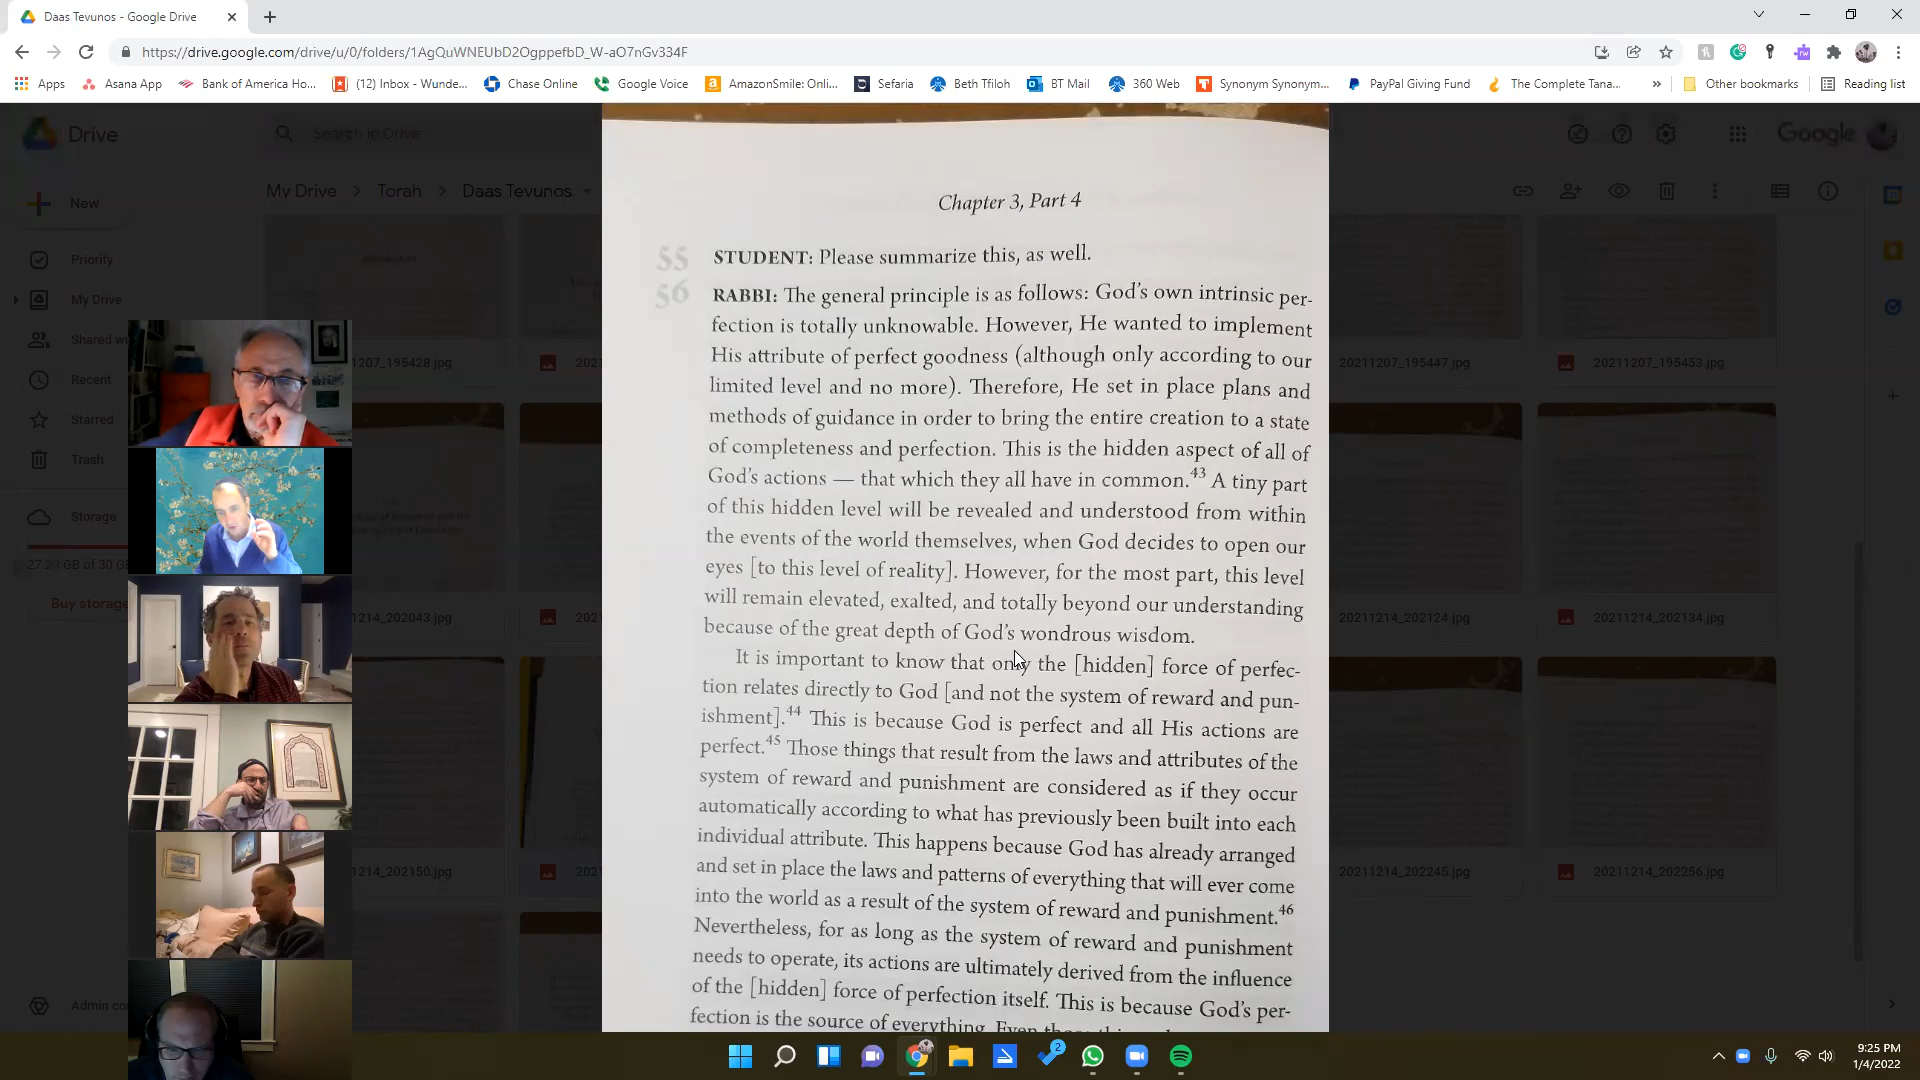 Daas Tevunos - Google Drive
https://drive.google.com/drive/u/0/folders/1AgQuWNEUbD2OgppefbD_W-aO7nGv334F
Apps
Asana App
Bank of America Ho...
(12) Inbox - Wunde...
Chase Online
Google Voice
AmazonSmile: Onli...
Sefaria
Beth Tfiloh
BT Mail
360 Web
Synonym Synonym...
PayPal Giving Fund
The Complete Tana...
Other bookmarks
Reading list
Drive
Search in Drive
Google
New
My Drive
Torah
Daas Tevunos
Priority
My Drive
Shared wi
Recent
Starred
Trash
Storage
GB of 30 G
Buy storage
Admin co
1207_195428.jpg
202
20211207_195447.jpg
20211207_195453.jpg
1214_202043.jpg
202
20211214_202124.jpg
20211214_202134.jpg
1214_202150.jpg
202
20211214_202245.jpg
20211214_202256.jpg
Chapter 3, Part 4
55 STUDENT: Please summarize this, as well.
56 RABBI: The general principle is as follows: God's own intrinsic per-
fection is totally unknowable. However, He wanted to implement
His attribute of perfect goodness (although only according to our
limited level and no more). Therefore, He set in place plans and
methods of guidance in order to bring the entire creation to a state
of completeness and perfection. This is the hidden aspect of all of
God's actions — that which they all have in common.43 A tiny part
of this hidden level will be revealed and understood from within
the events of the world themselves, when God decides to open our
eyes [to this level of reality]. However, for the most part, this level
will remain elevated, exalted, and totally beyond our understanding
because of the great depth of God's wondrous wisdom.
It is important to know that only the [hidden] force of perfec-
tion relates directly to God [and not the system of reward and pun-
ishment].44 This is because God is perfect and all His actions are
perfect.45 Those things that result from the laws and attributes of the
system of reward and punishment are considered as if they occur
automatically according to what has previously been built into each
individual attribute. This happens because God has already arranged
and set in place the laws and patterns of everything that will ever come
into the world as a result of the system of reward and punishment.46
Nevertheless, for as long as the system of reward and punishment
needs to operate, its actions are ultimately derived from the influence
of the [hidden] force of perfection itself. This is because God's per-
fection is the source of everything. Even
2
9:25 PM
1/4/2022